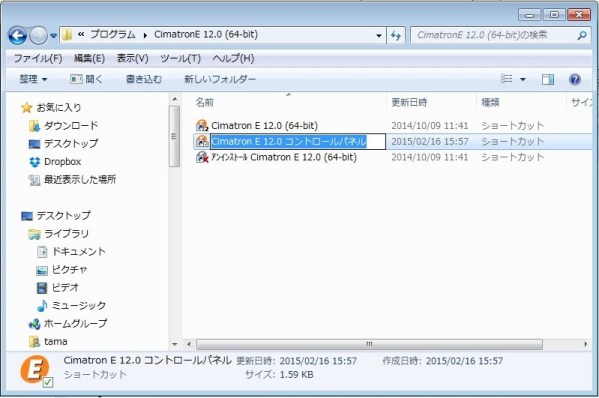 « プログラム ▸ CimatronE 12.0 (64-bit)
CimatronE 12.0 (64-bit)の検索
ファイル(F) 編集(E) 表示(V) ツール(T) ヘルプ(H)
整理 開く 書き込む 新しいフォルダー
お気に入り
ダウンロード
デスクトップ
Dropbox
最近表示した場所
デスクトップ
ライブラリ
ドキュメント
ピクチャ
ビデオ
ミュージック
ホームグループ
tama
名前 更新日時 種類 サイズ
Cimatron E 12.0 (64-bit) 2014/10/09 11:41 ショートカット
Cimatron E 12.0 コントロールパネル 2015/02/16 15:57 ショートカット
ｱﾝｲﾝｽﾄｰﾙ Cimatron E 12.0 (64-bit) 2014/10/09 11:41 ショートカット
Cimatron E 12.0 コントロールパネル 更新日時: 2015/02/16 15:57 作成日時: 2015/02/16 15:57
ショートカット サイズ: 1.59 KB